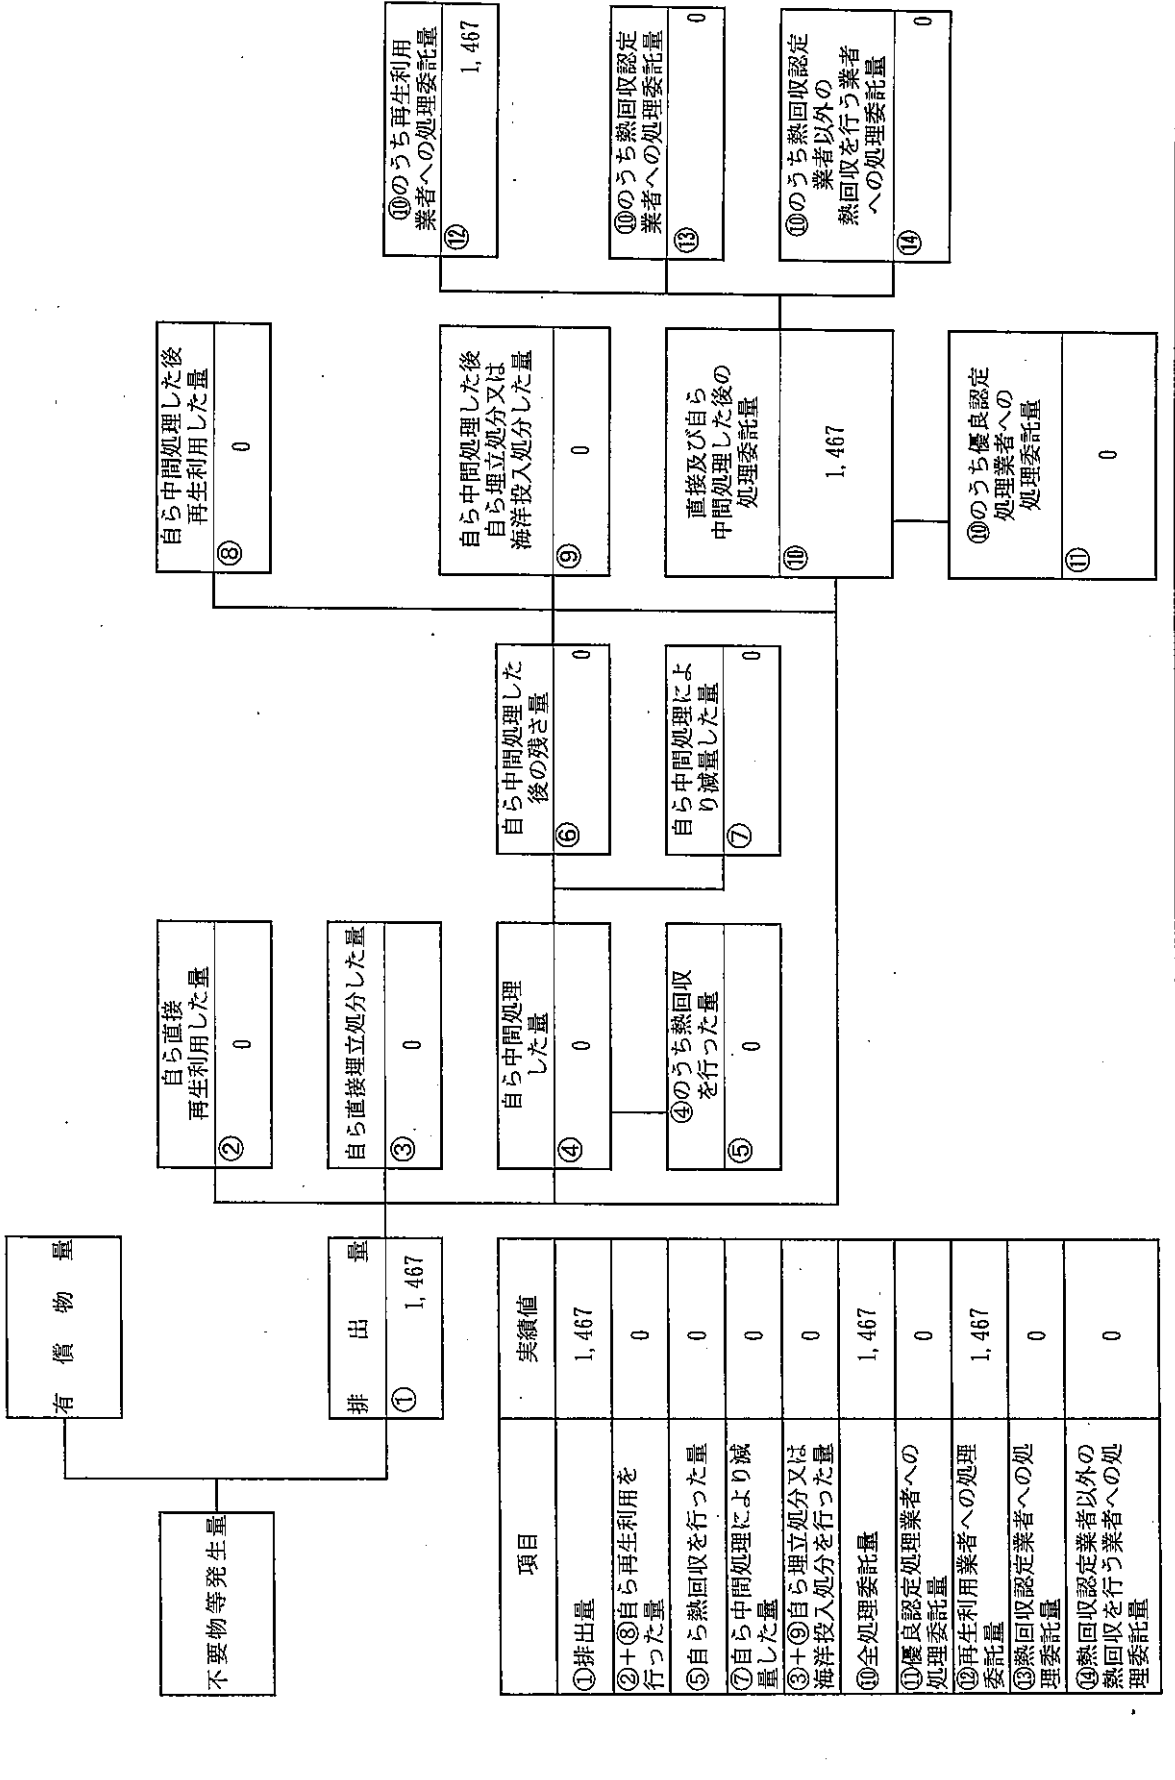 不要物等発生量
有償物量
排出量
①
1,467
自ら直接
再生利用した量
②
0
自ら直接埋立処分した量
③
0
自ら中間処理
した量
④
0
④のうち熱回収
を行った量
⑤
0
自ら中間処理した
後の残さ量
⑥
0
自ら中間処理によ
り減量した量
⑦
0
自ら中間処理した後
再生利用した量
⑧
0
自ら中間処理した後
自ら埋立処分又は
海洋投入処分した量
⑨
0
直接及び自ら
中間処理した後の
処理委託量
⑩
1,467
⑩のうち優良認定
処理業者への
処理委託量
⑪
0
⑩のうち再生利用
業者への処理委託量
⑫
1,467
⑩のうち熱回収認定
業者への処理委託量
⑬
0
⑩のうち熱回収認定
業者以外の
熱回収を行う業者
への処理委託量
⑭
0
項目
実績値
①排出量
1,467
②+⑧自ら再生利用を
行った量
0
⑤自ら熱回収を行った量
0
⑦自ら中間処理により減
量した量
0
③+⑨自ら埋立処分又は
海洋投入処分を行った量
0
⑩全処理委託量
1,467
⑪優良認定処理業者への
処理委託量
0
⑫再生利用業者への処理
委託量
1,467
⑬熱回収認定業者への処
理委託量
0
⑭熱回収認定業者以外の
熱回収を行う業者への処
理委託量
0